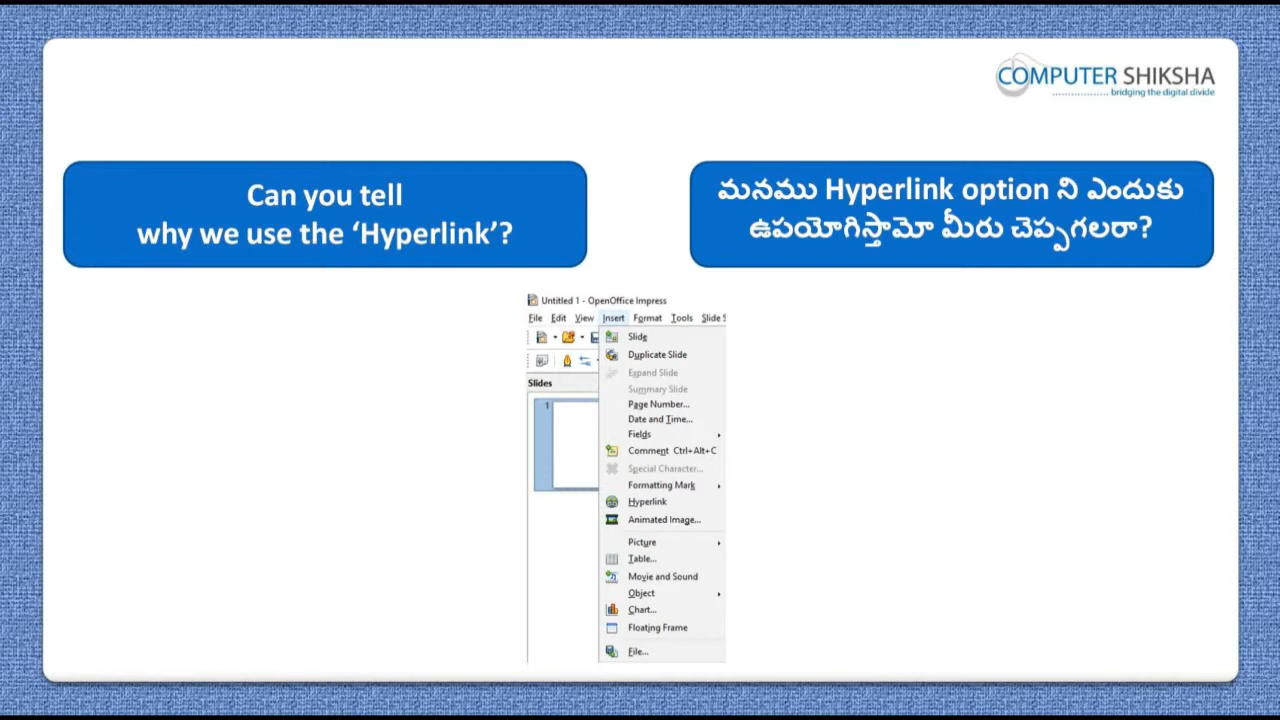 COMPUTER SHIKSHA
.................. bridging the digital divide
Can you tell
why we use the ‘Hyperlink’?
మనము Hyperlink option ని ఎందుకు
ఉపయోగిస్తామో మీరు చెప్పగలరా?
Untitled 1 - OpenOffice Impress
File Edit View Insert Format Tools Slide S
Slide
Duplicate Slide
Expand Slide
Summary Slide
Slides
Page Number...
1
Date and Time...
Fields
Comment Ctrl+Alt+C
Special Character...
Formatting Mark
Hyperlink
Animated Image...
Picture
Table...
Movie and Sound
Object
Chart...
Floating Frame
File...